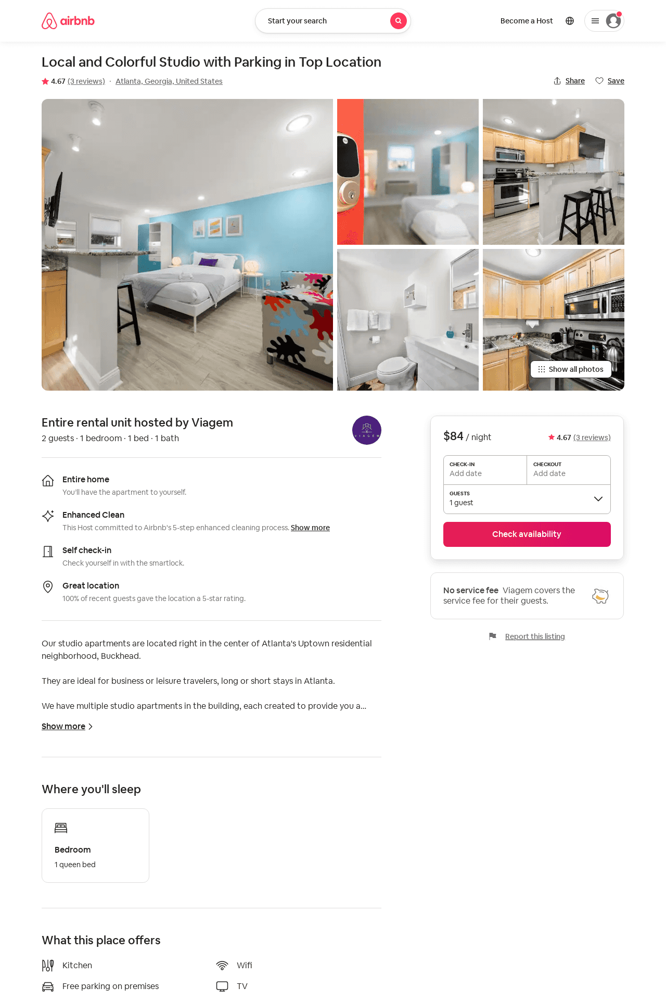 airbnb
Start your search
Become a Host
Local and Colorful Studio with Parking in Top Location
4.67 (3 reviews) · Atlanta, Georgia, United States
Share
Save
Show all photos
Entire rental unit hosted by Viagem
2 guests · 1 bedroom · 1 bed · 1 bath
VIAGEM
Entire home
You’ll have the apartment to yourself.
Enhanced Clean
This Host committed to Airbnb's 5-step enhanced cleaning process. Show more
Self check-in
Check yourself in with the smartlock.
Great location
100% of recent guests gave the location a 5-star rating.
$84 / night
4.67 (3 reviews)
CHECK-IN
Add date
CHECKOUT
Add date
GUESTS
1 guest
Check availability
No service fee Viagem covers the
service fee for their guests.
Report this listing
Our studio apartments are located right in the center of Atlanta's Uptown residential
neighborhood, Buckhead.
They are ideal for business or leisure travelers, long or short stays in Atlanta.
We have multiple studio apartments in the building, each created to provide you a...
Show more
Where you'll sleep
Bedroom
1 queen bed
What this place offers
Kitchen
Wifi
Free parking on premises
TV